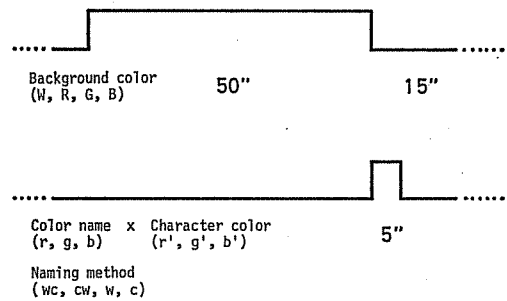 Background color
(W, R, G, B)
50"
15"
Color name x Character color
(r, g, b) (r', g', b')
5"
Naming method
(wc, cw, w, c)